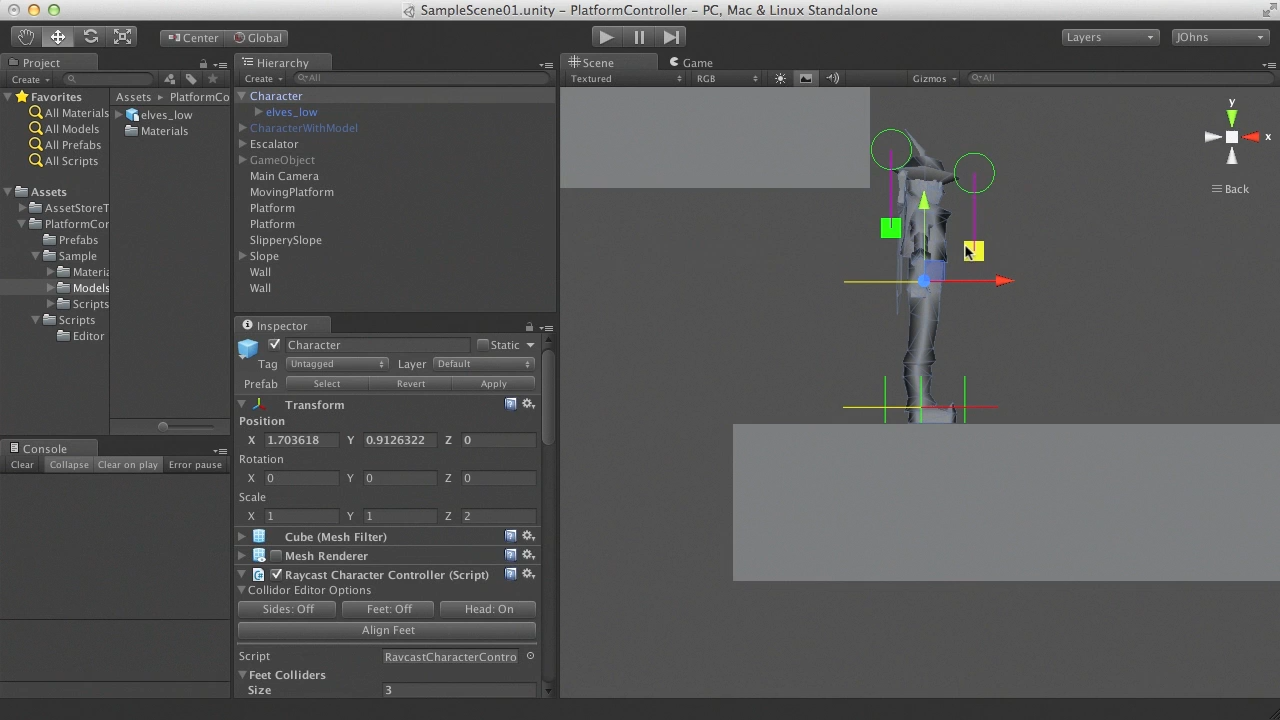 SampleScene01.unity – PlatformController – PC, Mac & Linux Standalone
Center Global Layers JOhns
Project
Create
Favorites
All Materials
All Models
All Prefabs
All Scripts
Assets
AssetStoreT
PlatformCor
Prefabs
Sample
Materia
Models
Scripts
Scripts
Editor
Assets PlatformCo
elves_low
Materials
Console
Clear Collapse Clear on play Error pause
Hierarchy
Create All
Character
elves_low
CharacterWithModel
Escalator
GameObject
Main Camera
MovingPlatform
Platform
Platform
SlipperySlope
Slope
Wall
Wall
Inspector
Character Static
Tag Untagged Layer Default
Prefab Select Revert Apply
Transform
Position
X 1.703618 Y 0.9126322 Z 0
Rotation
X 0 Y 0 Z 0
Scale
X 1 Y 1 Z 2
Cube (Mesh Filter)
Mesh Renderer
Raycast Character Controller (Script)
Collidor Editor Options
Sides: Off Feet: Off Head: On
Align Feet
Script RaycastCharacterContro
Feet Colliders
Size 3
Scene Game
Textured RGB Gizmos All
y
x
Back